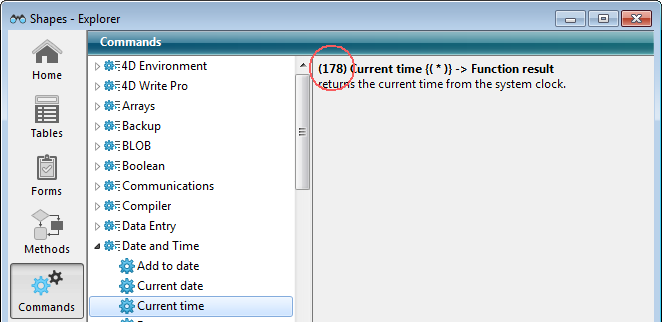 Shapes - Explorer
Home
Tables
Forms
Methods
Commands
Commands
4D Environment
4D Write Pro
Arrays
Backup
BLOB
Boolean
Communications
Compiler
Data Entry
Date and Time
Add to date
Current date
Current time
(178) Current time {( * )} -> Function result
returns the current time from the system clock.